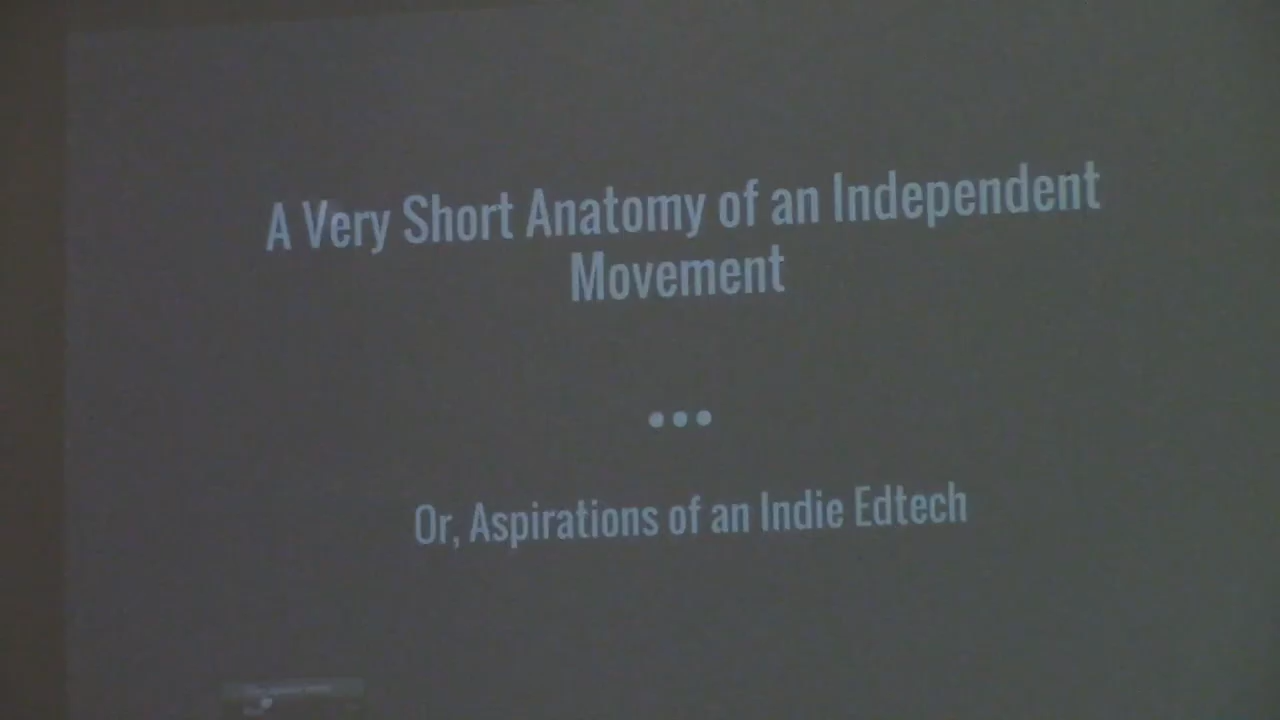 A Very Short Anatomy of an Independent
Movement
Or, Aspirations of an Indie Edtech